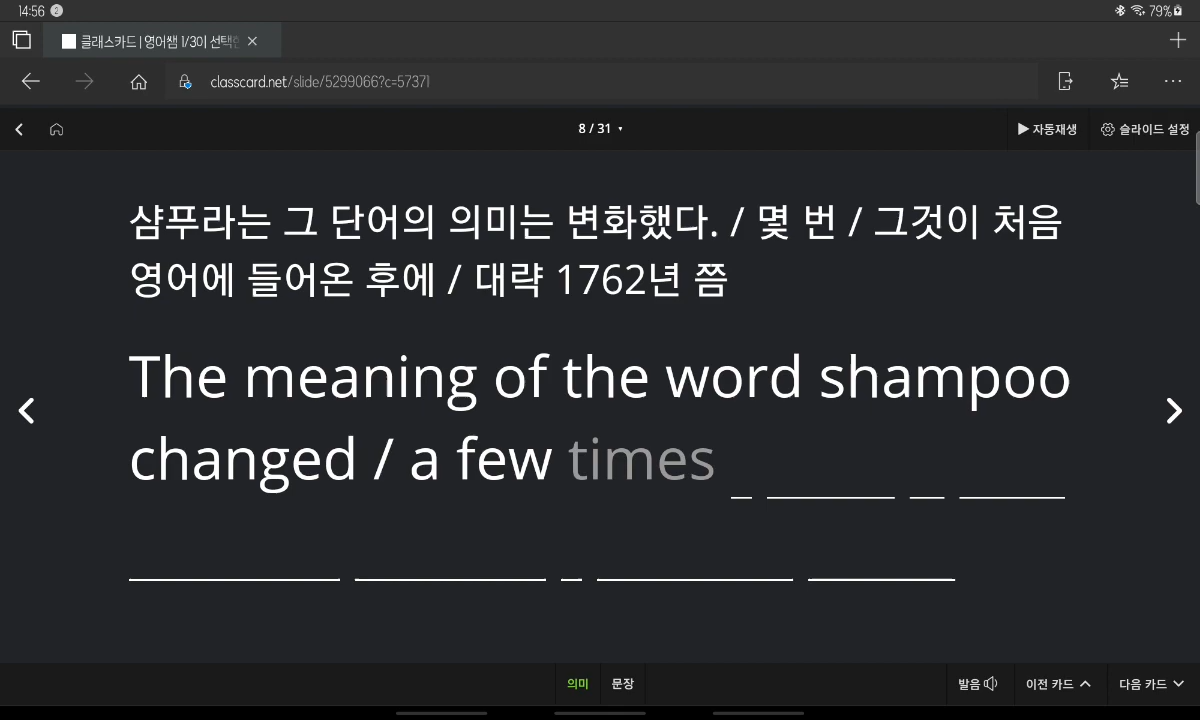 14:56 2 79%
클래스카드 | 영어쌤 1/3이 선택한
classcard.net/slide/5299066?c=57371
8 / 31 자동재생 슬라이드 설정
샴푸라는 그 단어의 의미는 변화했다. / 몇 번 / 그것이 처음
영어에 들어온 후에 / 대략 1762년 쯤
The meaning of the word shampoo
changed / a few times
의미 문장 발음 이전 카드 다음 카드